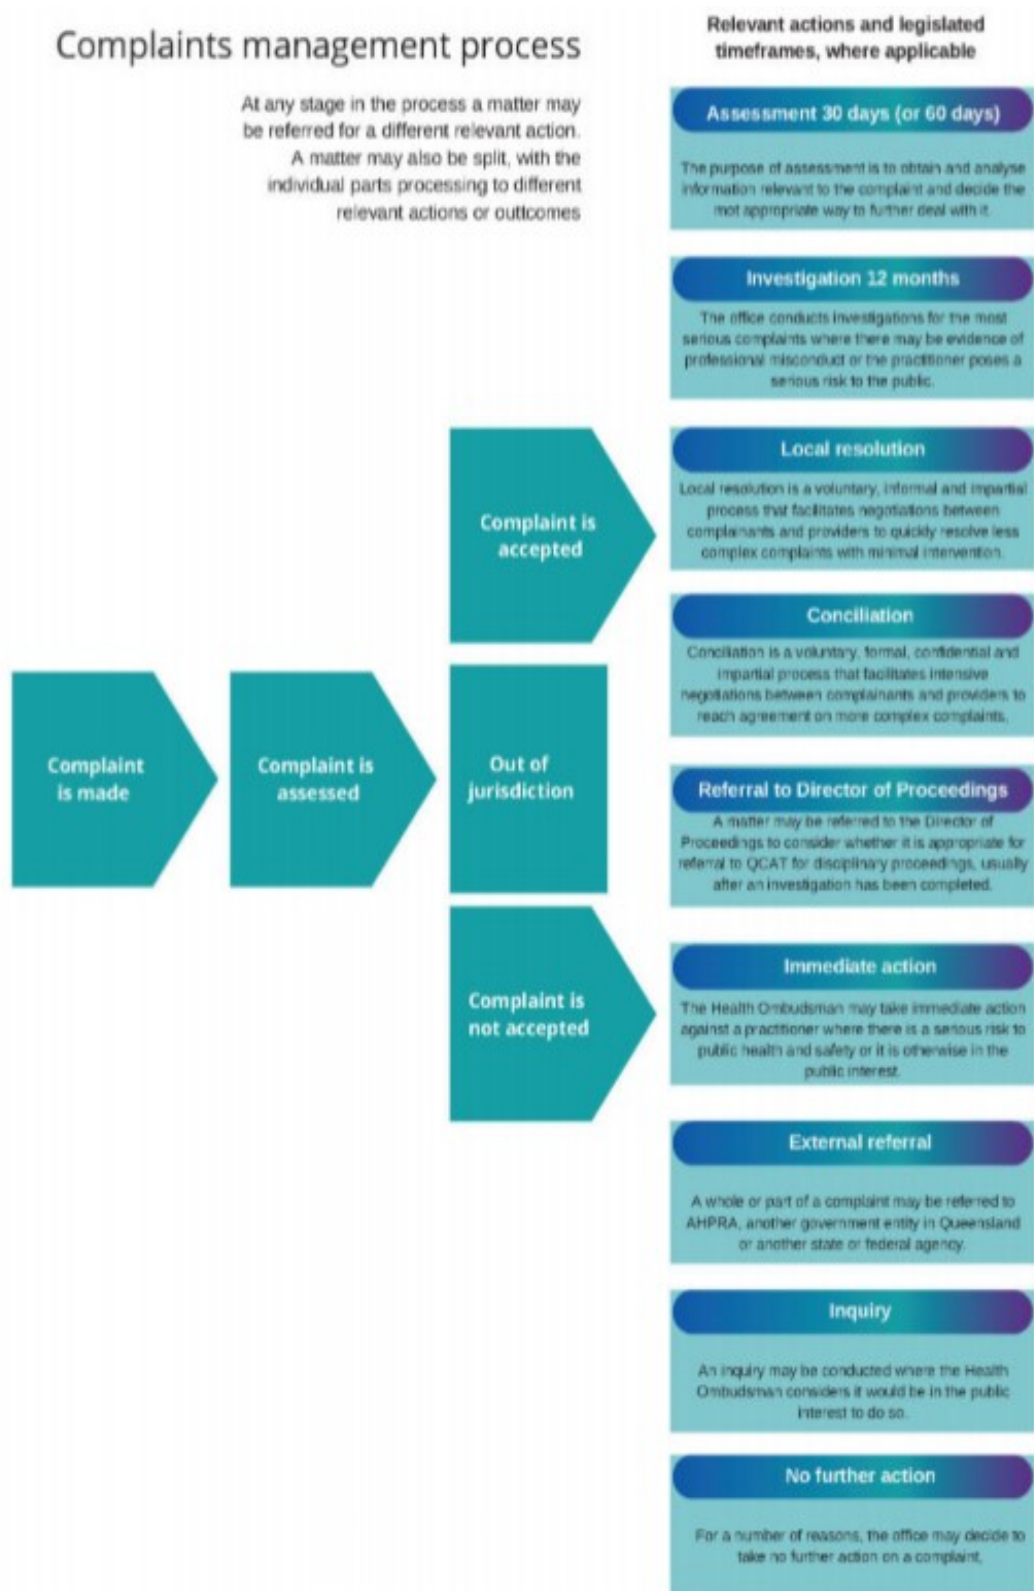 Complaints management process
At any stage in the process a matter may
be referred for a different relevant action.
A matter may also be split, with the
individual parts processing to different
relevant actions or outtcomes
Complaint
is made
Complaint is
assessed
Complaint is
accepted
Out of
jurisdiction
Complaint is
not accepted
Relevant actions and legislated
timeframes, where applicable
Assessment 30 days (or 60 days)
The purpose of assessment is to obtain and analyse
information relevant to the complaint and decide the
mot appropriate way to further deal with it.
Investigation 12 months
The office conducts investigations for the most
serious complaints where there may be evidence of
professional misconduct or the practitioner poses a
serious risk to the public.
Local resolution
Local resolution is a voluntary, informal and impartial
process that facilitates negotiations between
complainants and providers to quickly resolve less
complex complaints with minimal intervention.
Conciliation
Conciliation is a voluntary, formal, confidential and
impartial process that facilitates intensive
negotiations between complainants and providers to
reach agreement on more complex complaints.
Referral to Director of Proceedings
A matter may be referred to the Director of
Proceedings to consider whether it is appropriate for
referral to QCAT for disciplinary proceedings, usually
after an investigation has been completed.
Immediate action
The Health Ombudsman may take immediate action
against a practitioner where there is a serious risk to
public health and safety or it is otherwise in the
public interest.
External referral
A whole or part of a complaint may be referred to
AHPRA, another government entity in Queensland
or another state or federal agency.
Inquiry
An inquiry may be conducted where the Health
Ombudsman considers it would be in the public
interest to do so.
No further action
For a number of reasons, the office may decide to
take no further action on a complaint.